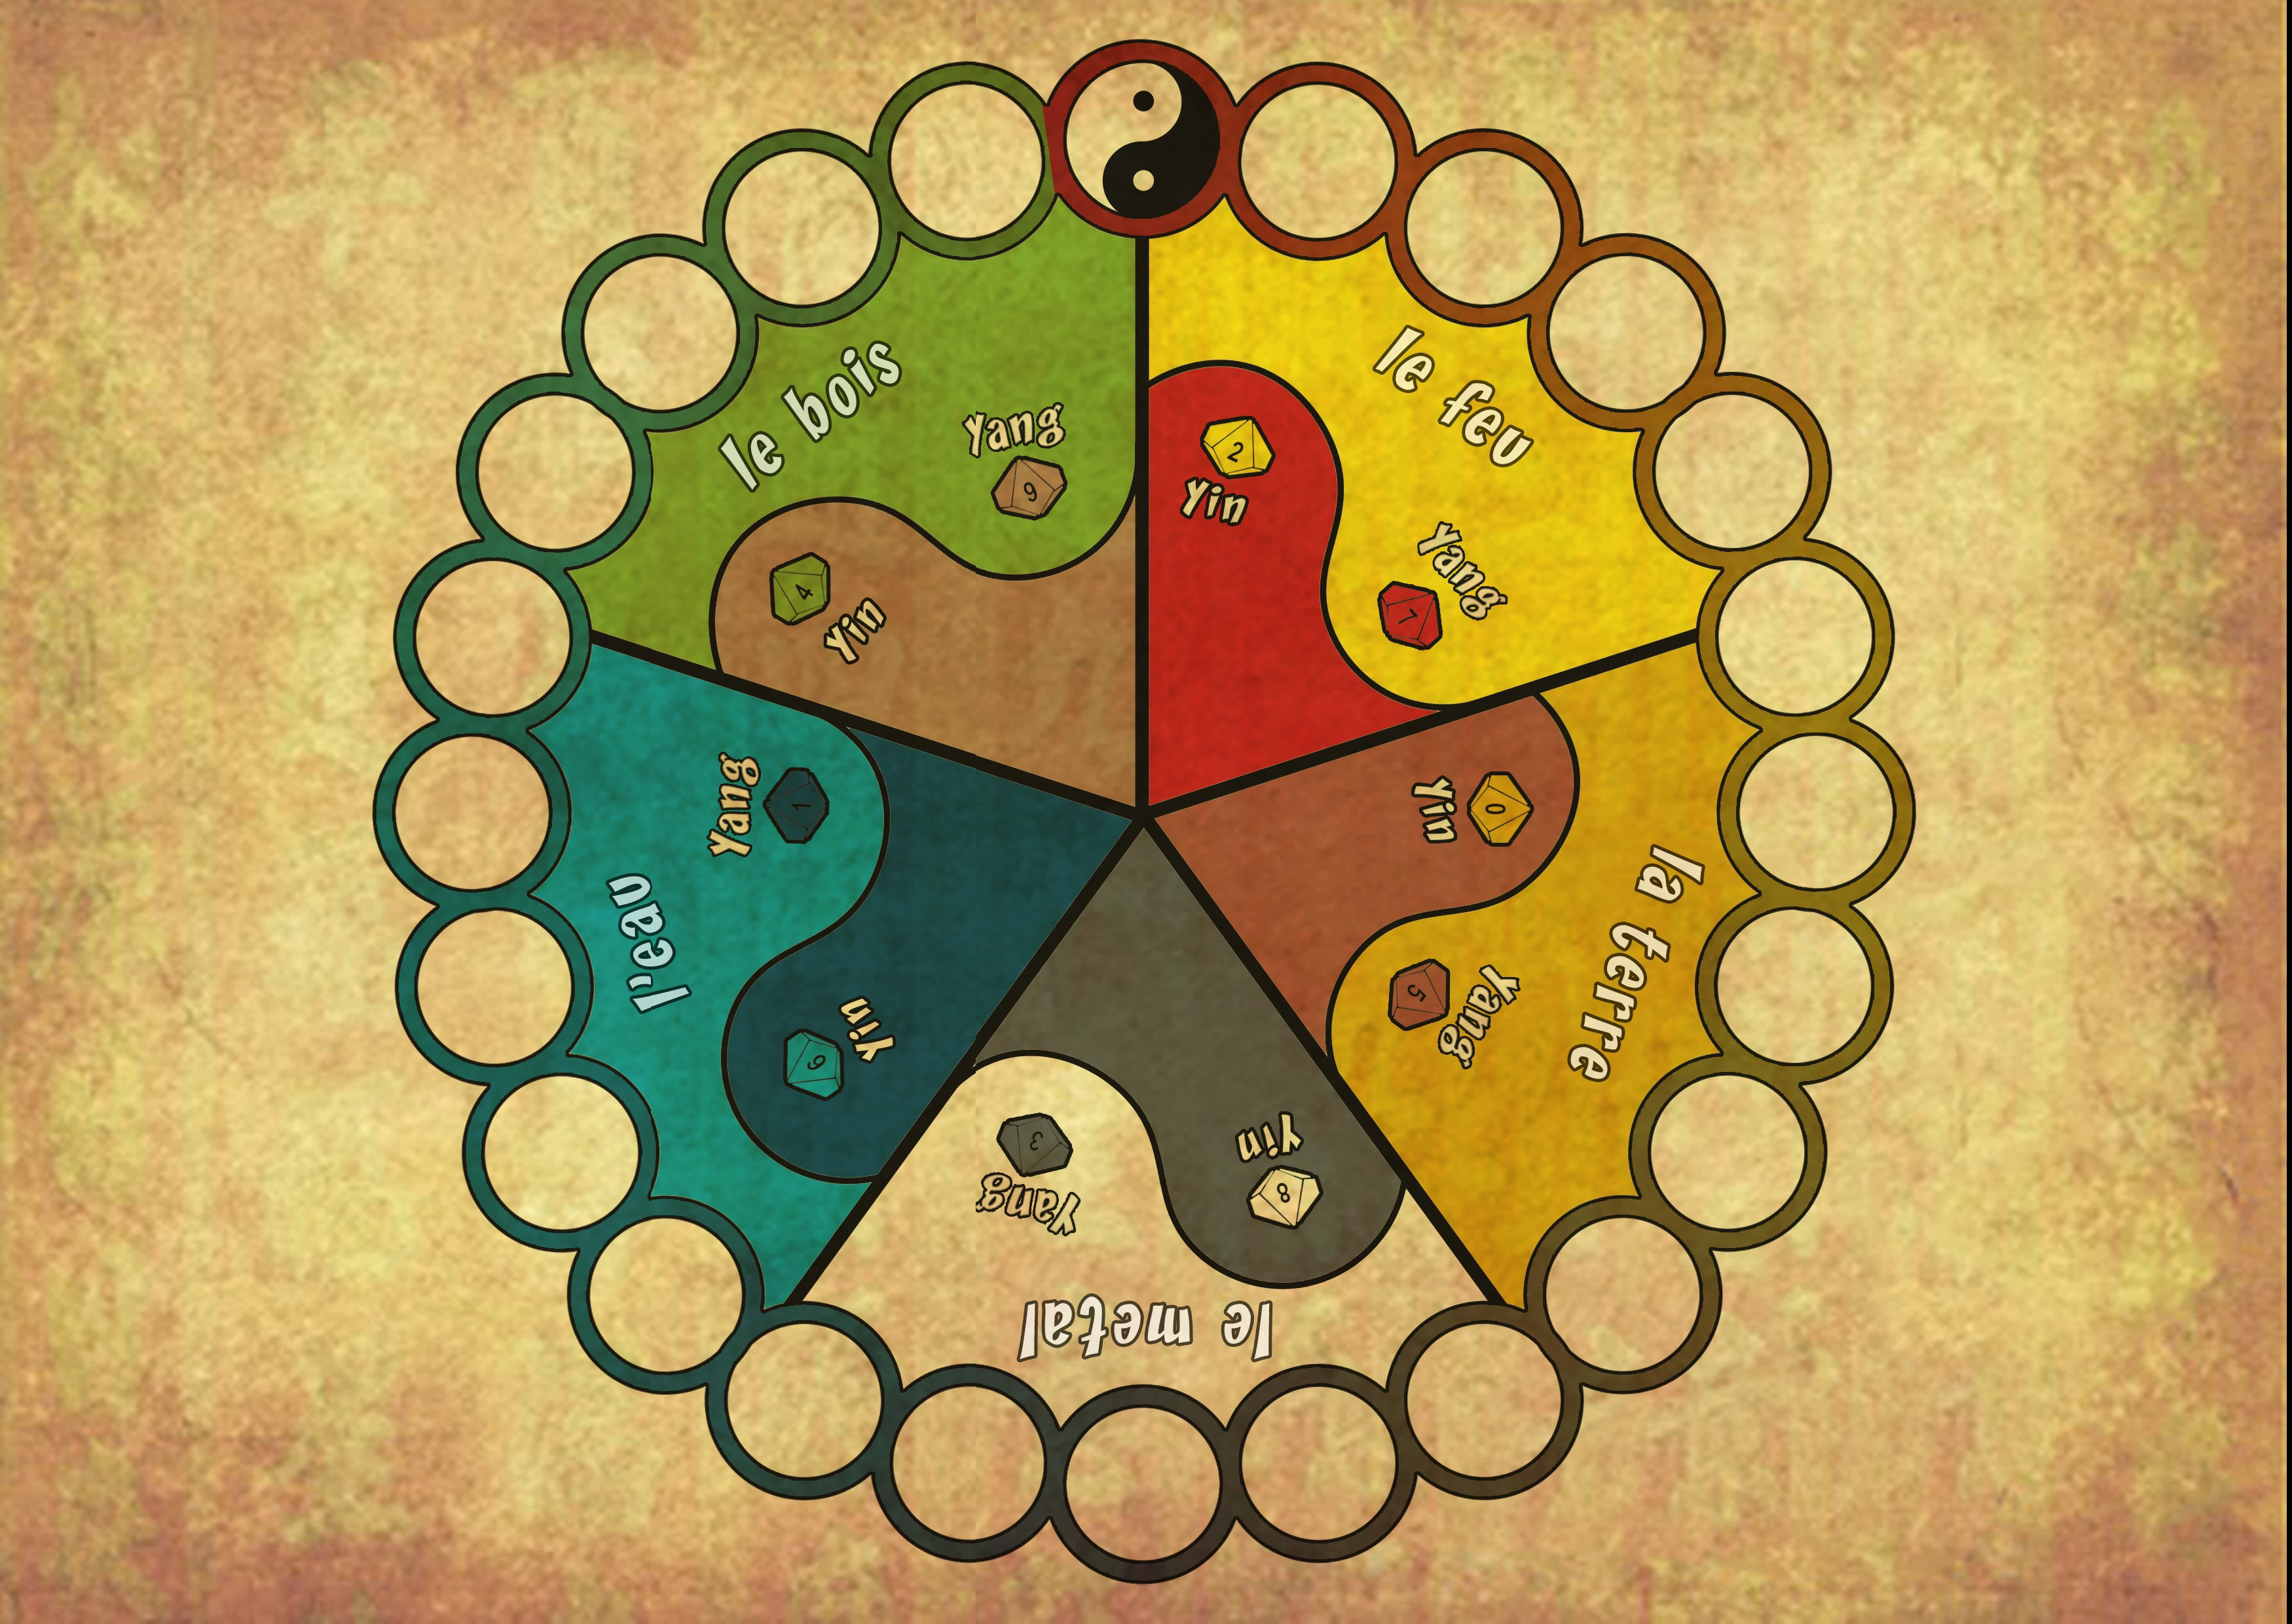 le feu
2
Yin
Yang
7
la terre
0
Yin
Yang
5
le metal
Yin
8
3
Yang
l'eau
Yang
1
Yin
6
le bois
Yang
9
4
Yin